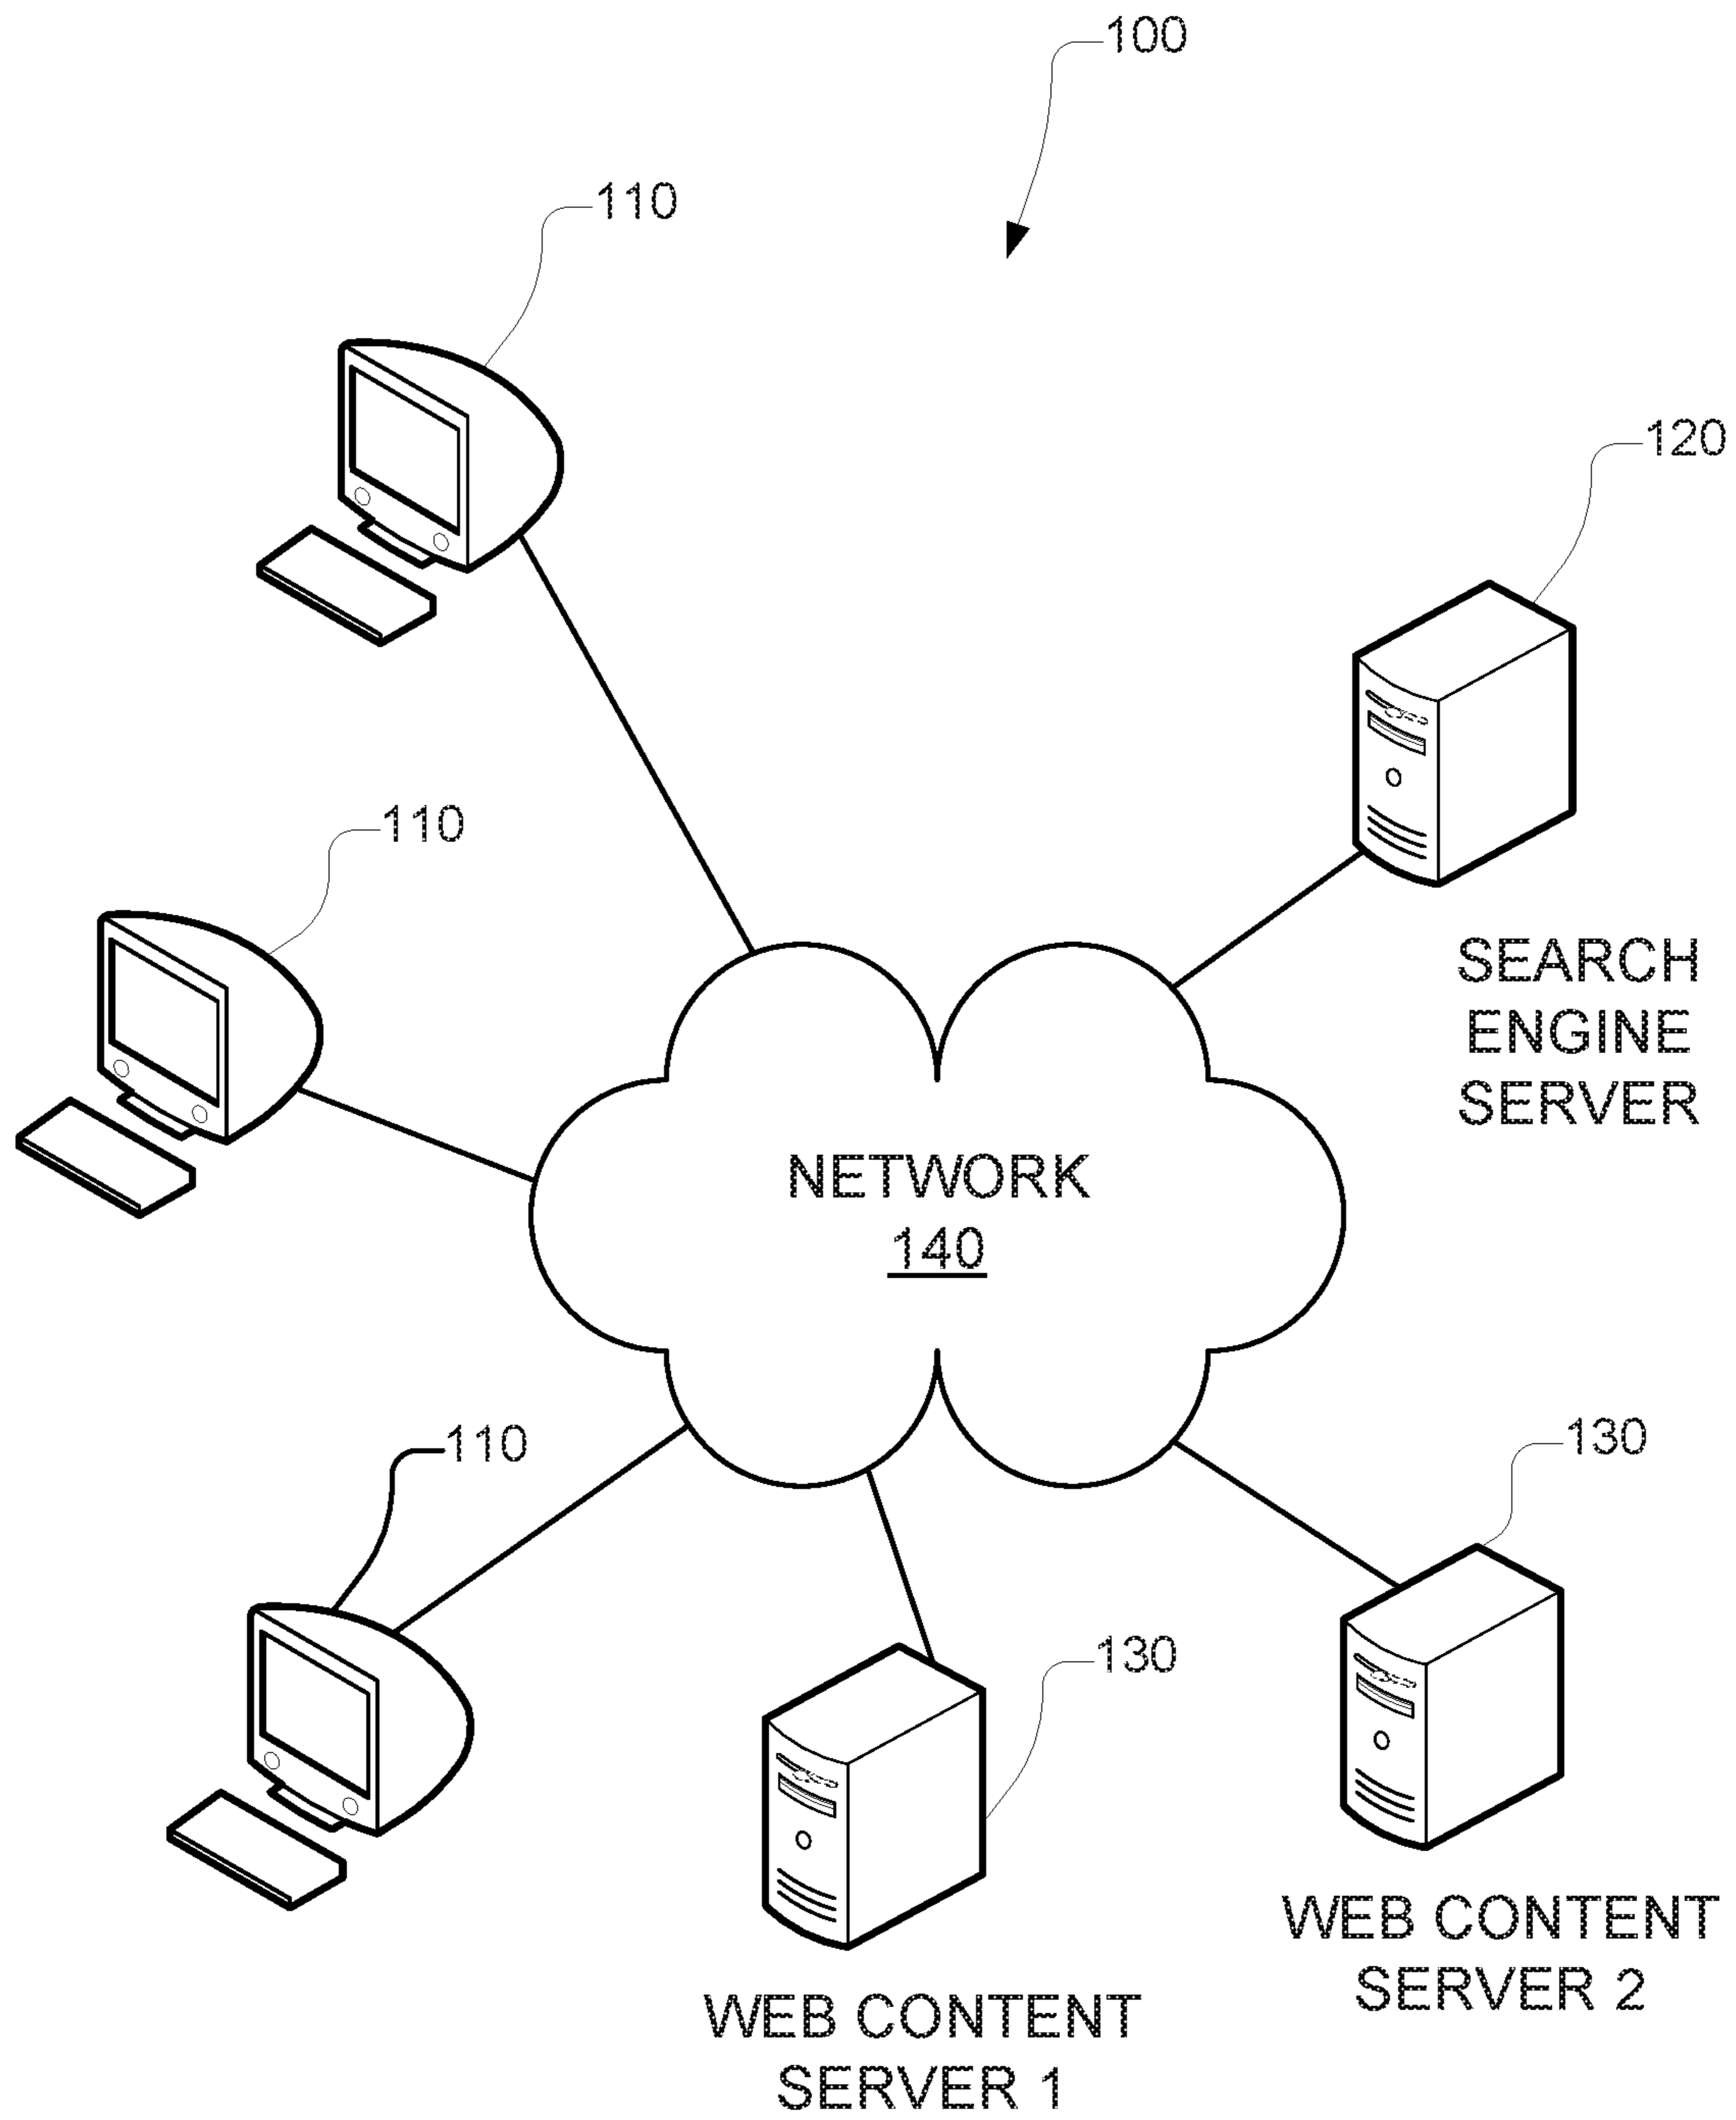 100
110
120
110
SEARCH
ENGINE
SERVER
NETWORK
140
110
130
130
WEB CONTENT
SERVER 2
WEB CONTENT
SERVER 1